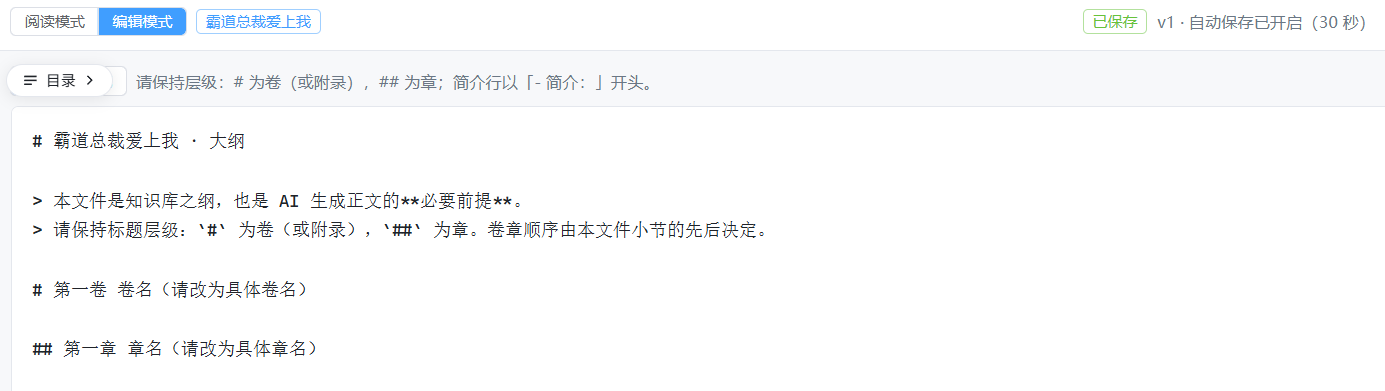 阅读模式 编辑模式 霸道总裁爱上我 已保存 v1 · 自动保存已开启（30 秒）
目录 请保持层级：# 为卷（或附录），## 为章；简介行以「- 简介：」开头。
# 霸道总裁爱上我 · 大纲
> 本文件是知识库之纲，也是 AI 生成正文的**必要前提**。
> 请保持标题层级：`#` 为卷（或附录），`##` 为章。卷章顺序由本文件小节的先后决定。
# 第一卷 卷名（请改为具体卷名）
## 第一章 章名（请改为具体章名）